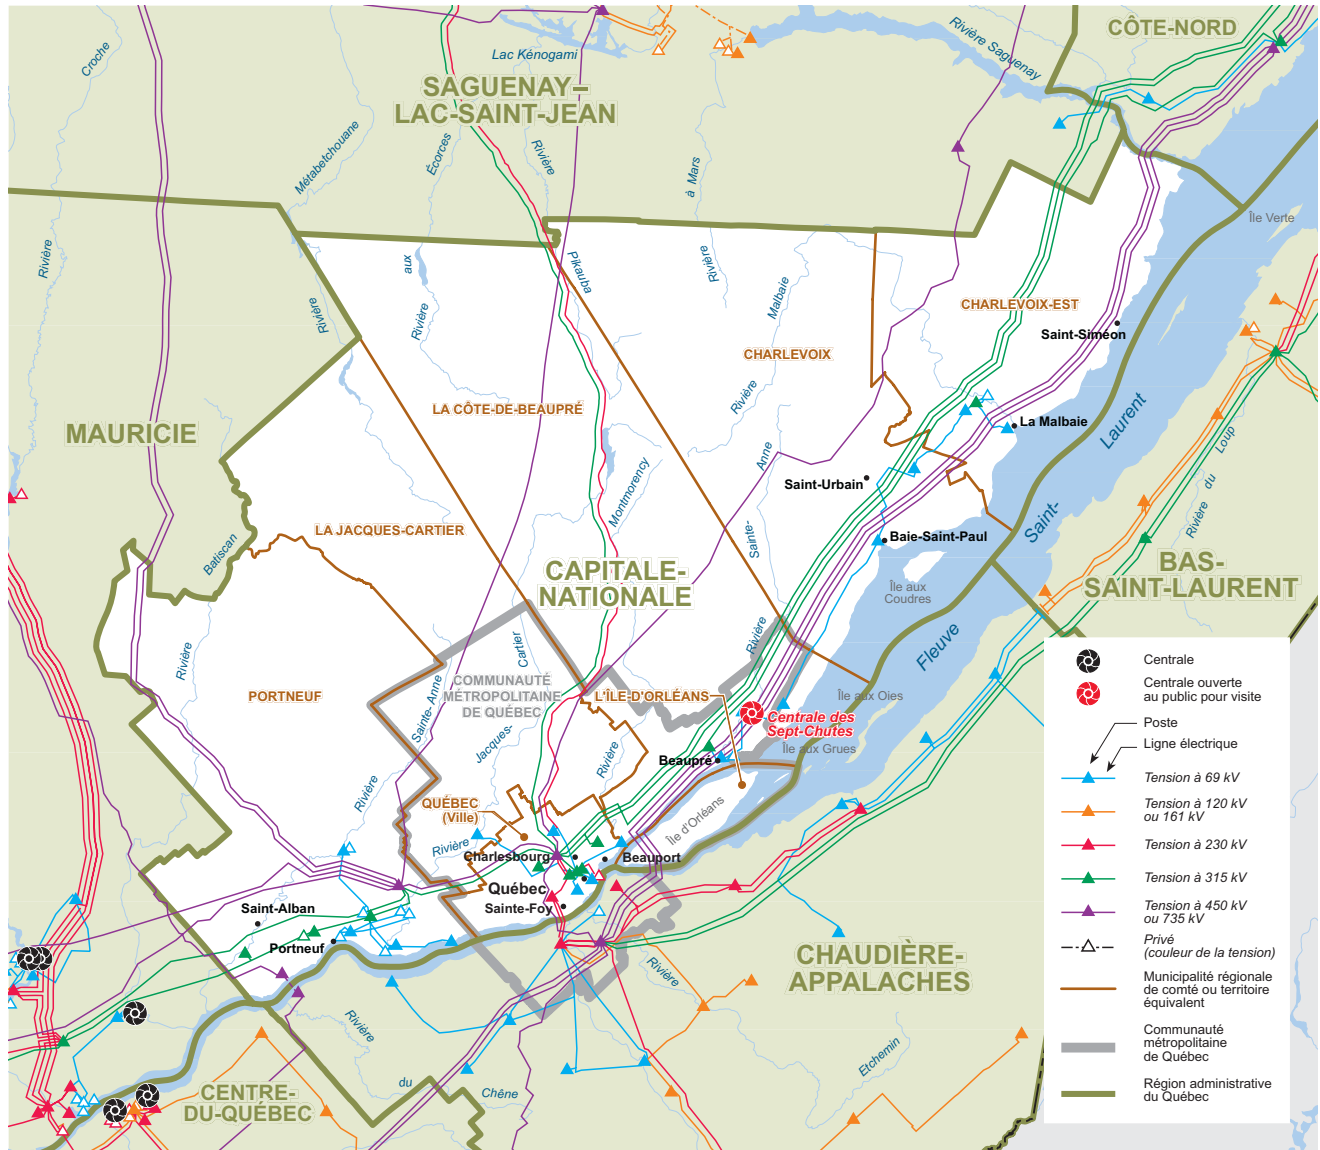 CÔTE-NORD
Rivière Saguenay
Lac Kénogami
Croche
SAGUENAY–
LAC-SAINT-JEAN
Métabetchouane
Écorces
Rivière
à Mars
Île Verte
Rivière
aux
Pikauba
Rivière
Malbaie
Rivière
Rivière
CHARLEVOIX-EST
Saint-Siméon
CHARLEVOIX
Rivière
LA CÔTE-DE-BEAUPRÉ
MAURICIE
La Malbaie
Laurent
Loup
du
Rivière
Anne
Sainte-
Rivière
Montmorency
Saint-Urbain
LA JACQUES-CARTIER
Batiscan
Baie-Saint-Paul
Saint-
BAS-
SAINT-LAURENT
CAPITALE-
NATIONALE
Île aux
Coudres
Fleuve
Rivière
Cartier
Jacques-
Sainte- Anne
Rivière
COMMUNAUTÉ
MÉTROPOLITAINE
DE QUÉBEC
PORTNEUF
L'ÎLE-D'ORLÉANS
Île aux Oies
Centrale des
Sept-Chutes
Île aux Grues
Rivière
Beaupré
Rivière
QUÉBEC
(Ville)
Île d'Orléans
Rivière
Charlesbourg
Beauport
Québec
Sainte-Foy
Saint-Alban
Portneuf
CHAUDIÈRE-
APPALACHES
Rivière
Etchemin
Rivière
du
Chêne
CENTRE-
DU-QUÉBEC
Centrale
Centrale ouverte
au public pour visite
Poste
Ligne électrique
Tension à 69 kV
Tension à 120 kV
ou 161 kV
Tension à 230 kV
Tension à 315 kV
Tension à 450 kV
ou 735 kV
Privé
(couleur de la tension)
Municipalité régionale
de comté ou territoire
équivalent
Communauté
métropolitaine
de Québec
Région administrative
du Québec